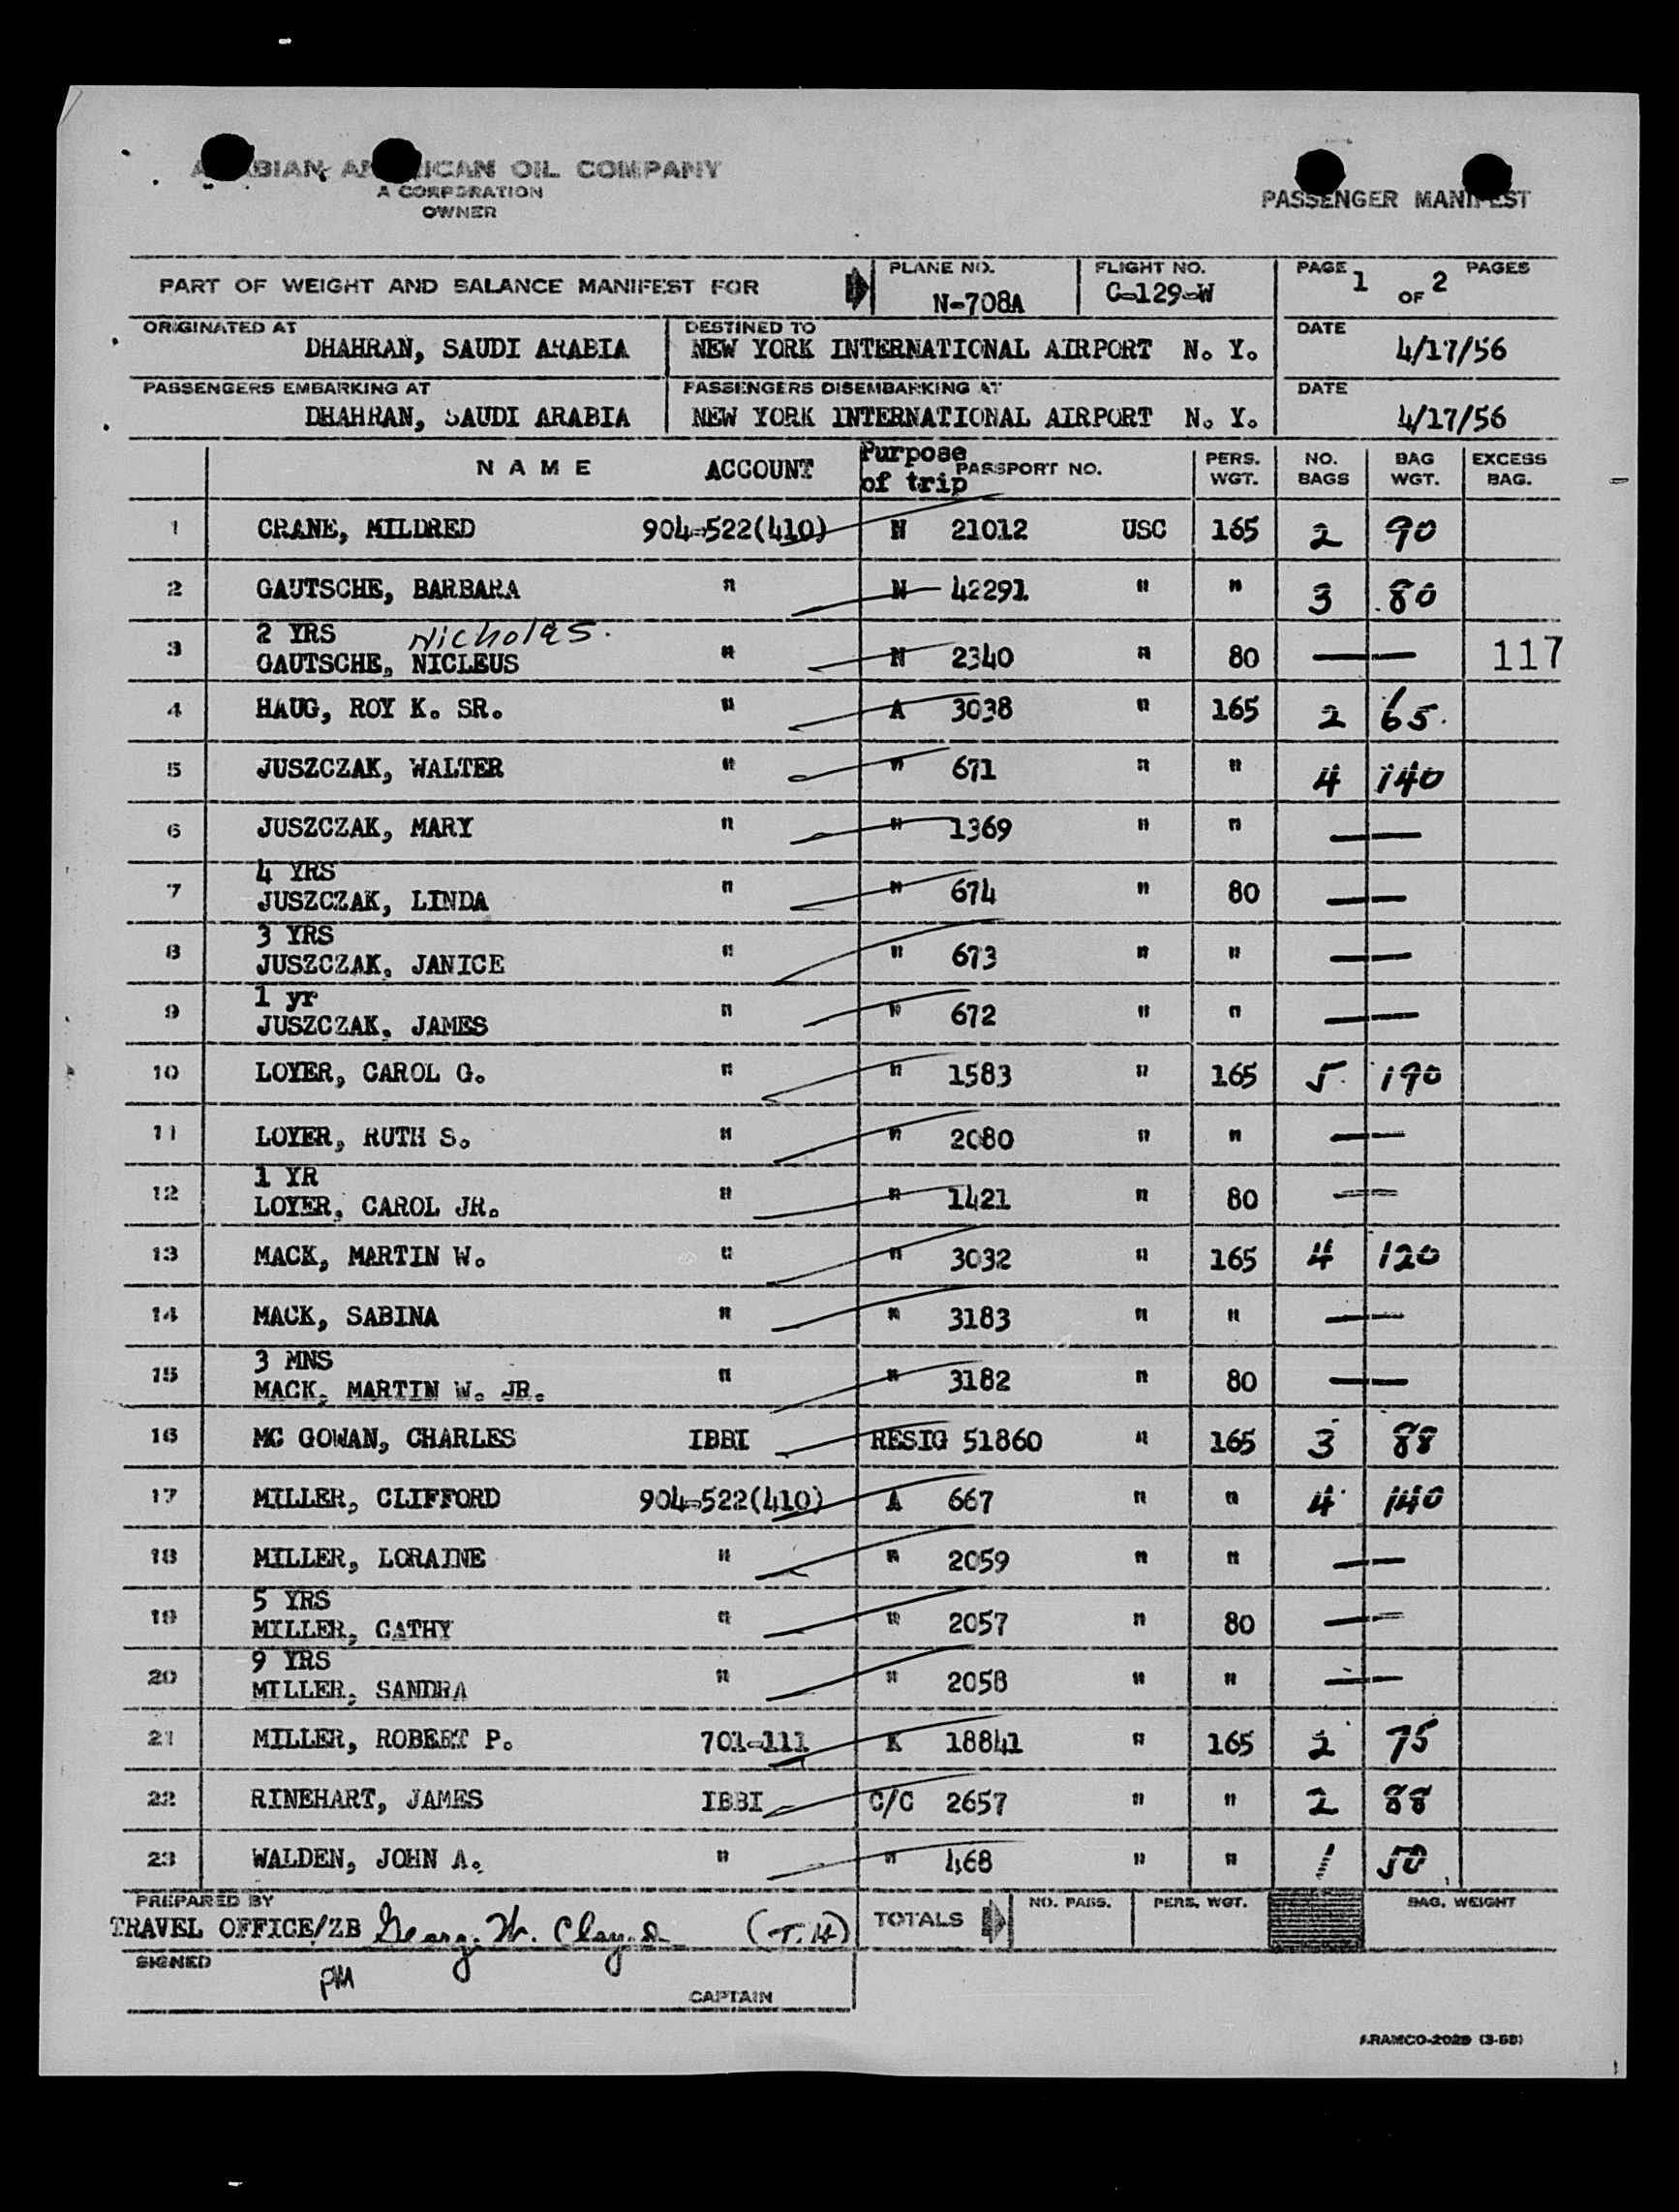 ARABIAN AMERICAN OIL COMPANY
A CORPORATION
OWNER
PASSENGER MANIFEST
PART OF WEIGHT AND BALANCE MANIFEST FOR PLANE NO. N-708A FLIGHT NO. C-129-W PAGE 1 OF 2 PAGES
ORIGINATED AT DHAHRAN, SAUDI ARABIA DESTINED TO NEW YORK INTERNATIONAL AIRPORT N. Y. DATE 4/17/56
PASSENGERS EMBARKING AT DHAHRAN, SAUDI ARABIA PASSENGERS DISEMBARKING AT NEW YORK INTERNATIONAL AIRPORT N. Y. DATE 4/17/56
NAME ACCOUNT Purpose of trip PASSPORT NO. PERS. WGT. NO. BAGS BAG WGT. EXCESS BAG.
1 CRANE, MILDRED 904-522(410) N 21012 USC 165 2 90
2 GAUTSCHE, BARBARA " N 42291 " " 3 80
2 YRS Nicholas.
3 GAUTSCHE, NICLEUS " N 2340 " 80 — — 117
4 HAUG, ROY K. SR. " A 3038 " 165 2 65.
5 JUSZCZAK, WALTER " " 671 " " 4 140
6 JUSZCZAK, MARY " " 1369 " " — —
4 YRS
7 JUSZCZAK, LINDA " " 674 " 80 — —
3 YRS
8 JUSZCZAK, JANICE " " 673 " " — —
1 yr
9 JUSZCZAK, JAMES " " 672 " " — —
10 LOYER, CAROL G. " " 1583 " 165 5 190
11 LOYER, RUTH S. " " 2080 " " — —
1 YR
12 LOYER, CAROL JR. " " 1421 " 80 — —
13 MACK, MARTIN W. " " 3032 " 165 4 120
14 MACK, SABINA " " 3183 " " — —
3 MNS
15 MACK, MARTIN W. JR. " " 3182 " 80 — —
16 MC GOWAN, CHARLES IBBI RESIG 51860 " 165 3 88
17 MILLER, CLIFFORD 904-522(410) A 667 " " 4 140
18 MILLER, LORAINE " " 2059 " " — —
5 YRS
19 MILLER, CATHY " " 2057 " 80 — —
9 YRS
20 MILLER, SANDRA " " 2058 " " — —
21 MILLER, ROBERT P. 701-111 K 18841 " 165 2 75
22 RINEHART, JAMES IBBI C/C 2657 " " 2 88
23 WALDEN, JOHN A. " " 468 " " 1 50
PREPARED BY TRAVEL OFFICE/ZB (T.H) TOTALS NO. PASS. PERS. WGT. BAG. WEIGHT
SIGNED PM CAPTAIN
ARAMCO-2029